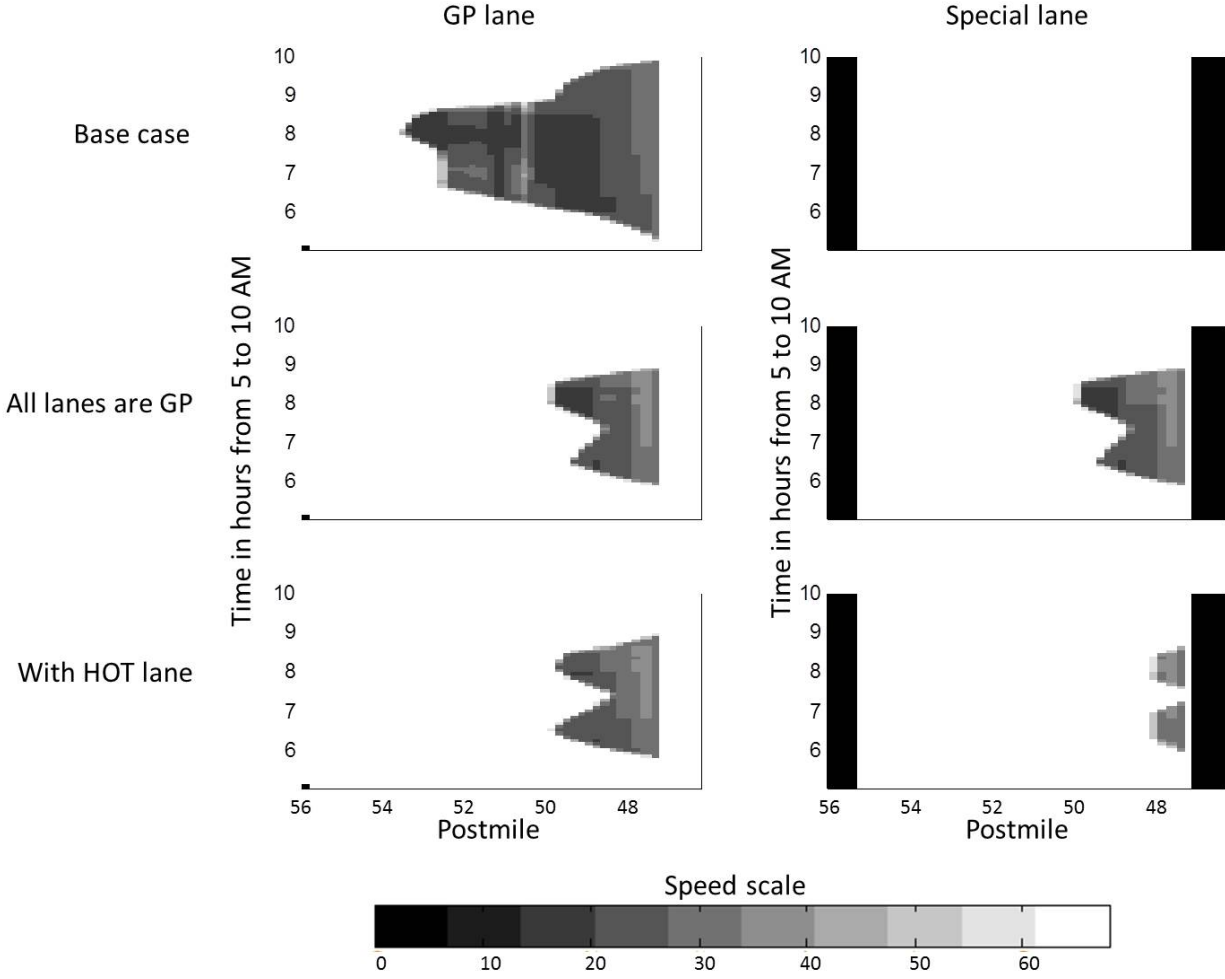 GP lane
Special lane
Base case
10
9
8
7
6
10
9
8
7
6
All lanes are GP
Time in hours from 5 to 10 AM
10
9
8
7
6
Time in hours from 5 to 10 AM
10
9
8
7
6
With HOT lane
10
9
8
7
6
56 54 52 50 48
Postmile
10
9
8
7
6
56 54 52 50 48
Postmile
Speed scale
0 10 20 30 40 50 60